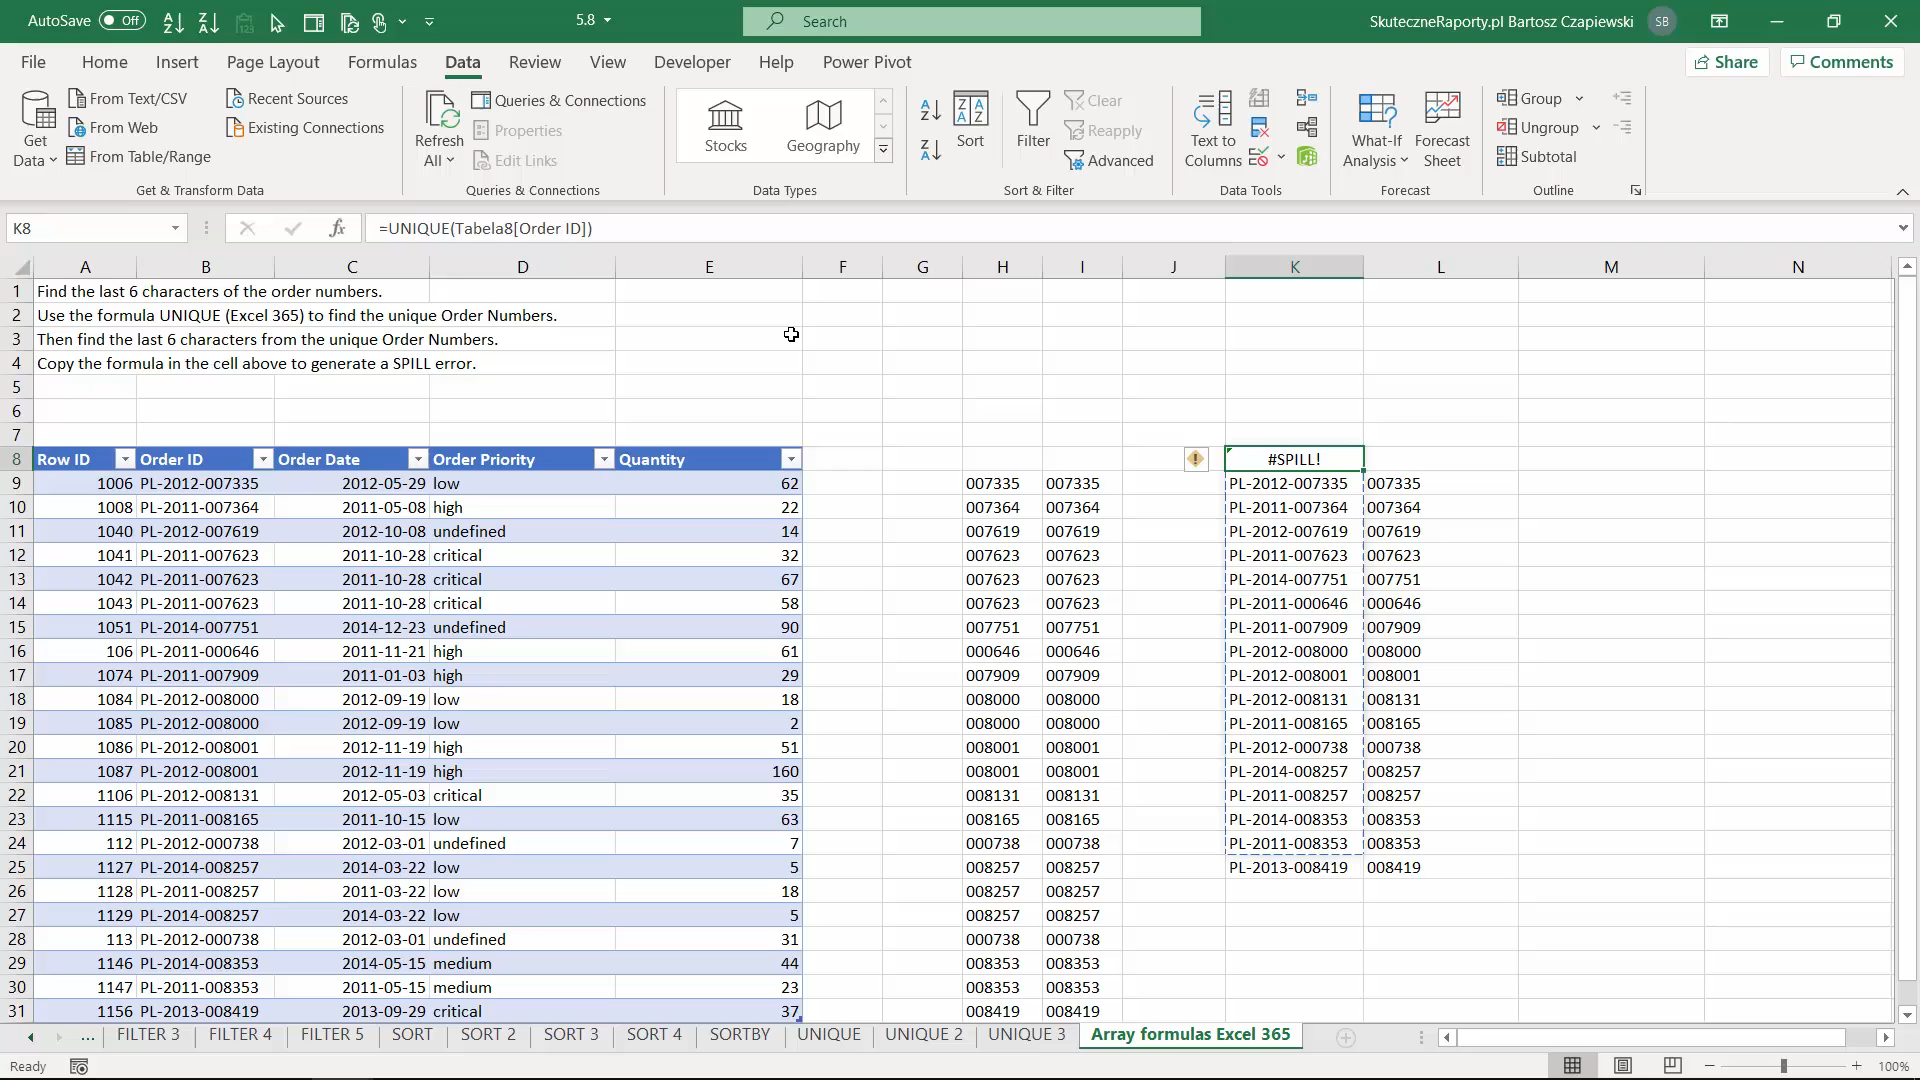 AutoSave Off 5.8 Search SkuteczneRaporty.pl Bartosz Czapiewski SB
File Home Insert Page Layout Formulas Data Review View Developer Help Power Pivot Share Comments
Get Data
From Text/CSV
From Web
From Table/Range
Recent Sources
Existing Connections
Get & Transform Data
Refresh All
Queries & Connections
Properties
Edit Links
Queries & Connections
Stocks
Geography
Data Types
Sort
Filter
Clear
Reapply
Advanced
Sort & Filter
Text to Columns
Data Tools
What-If Analysis
Forecast Sheet
Forecast
Group
Ungroup
Subtotal
Outline
K8 fx =UNIQUE(Tabela8[Order ID])
A B C D E F G H I J K L M N
1 Find the last 6 characters of the order numbers.
2 Use the formula UNIQUE (Excel 365) to find the unique Order Numbers.
3 Then find the last 6 characters from the unique Order Numbers.
4 Copy the formula in the cell above to generate a SPILL error.
5
6
7
8 Row ID Order ID Order Date Order Priority Quantity #SPILL!
9 1006 PL-2012-007335 2012-05-29 low 62 007335 007335 PL-2012-007335 007335
10 1008 PL-2011-007364 2011-05-08 high 22 007364 007364 PL-2011-007364 007364
11 1040 PL-2012-007619 2012-10-08 undefined 14 007619 007619 PL-2012-007619 007619
12 1041 PL-2011-007623 2011-10-28 critical 32 007623 007623 PL-2011-007623 007623
13 1042 PL-2011-007623 2011-10-28 critical 67 007623 007623 PL-2014-007751 007751
14 1043 PL-2011-007623 2011-10-28 critical 58 007623 007623 PL-2011-000646 000646
15 1051 PL-2014-007751 2014-12-23 undefined 90 007751 007751 PL-2011-007909 007909
16 106 PL-2011-000646 2011-11-21 high 61 000646 000646 PL-2012-008000 008000
17 1074 PL-2011-007909 2011-01-03 high 29 007909 007909 PL-2012-008001 008001
18 1084 PL-2012-008000 2012-09-19 low 18 008000 008000 PL-2012-008131 008131
19 1085 PL-2012-008000 2012-09-19 low 2 008000 008000 PL-2011-008165 008165
20 1086 PL-2012-008001 2012-11-19 high 51 008001 008001 PL-2012-000738 000738
21 1087 PL-2012-008001 2012-11-19 high 160 008001 008001 PL-2014-008257 008257
22 1106 PL-2012-008131 2012-05-03 critical 35 008131 008131 PL-2011-008257 008257
23 1115 PL-2011-008165 2011-10-15 low 63 008165 008165 PL-2014-008353 008353
24 112 PL-2012-000738 2012-03-01 undefined 7 000738 000738 PL-2011-008353 008353
25 1127 PL-2014-008257 2014-03-22 low 5 008257 008257 PL-2013-008419 008419
26 1128 PL-2011-008257 2011-03-22 low 18 008257 008257
27 1129 PL-2014-008257 2014-03-22 low 5 008257 008257
28 113 PL-2012-000738 2012-03-01 undefined 31 000738 000738
29 1146 PL-2014-008353 2014-05-15 medium 44 008353 008353
30 1147 PL-2011-008353 2011-05-15 medium 23 008353 008353
31 1156 PL-2013-008419 2013-09-29 critical 37 008419 008419
... FILTER 3 FILTER 4 FILTER 5 SORT SORT 2 SORT 3 SORT 4 SORTBY UNIQUE UNIQUE 2 UNIQUE 3 Array formulas Excel 365
Ready 100%